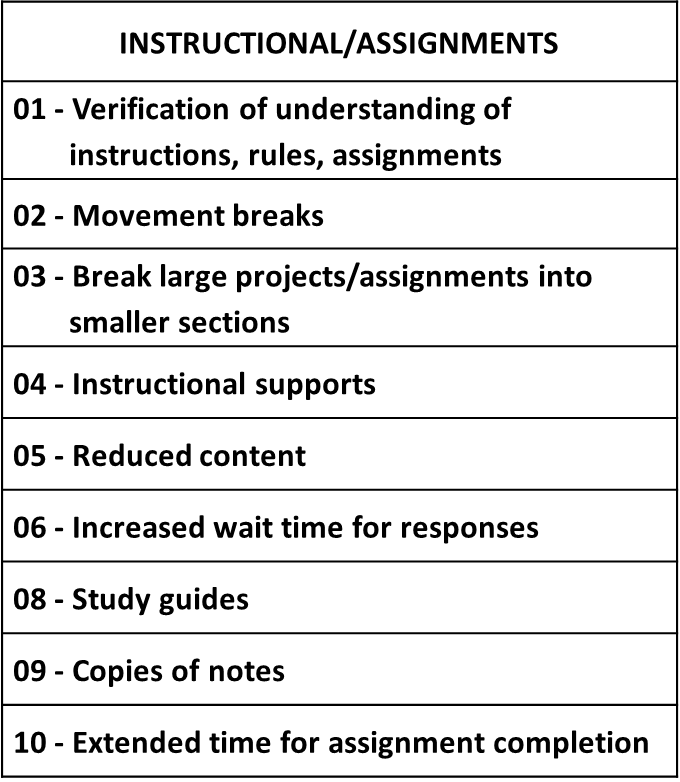 INSTRUCTIONAL/ASSIGNMENTS
01 - Verification of understanding of
instructions, rules, assignments
02 - Movement breaks
03 - Break large projects/assignments into
smaller sections
04 - Instructional supports
05 - Reduced content
06 - Increased wait time for responses
08 - Study guides
09 - Copies of notes
10 - Extended time for assignment completion